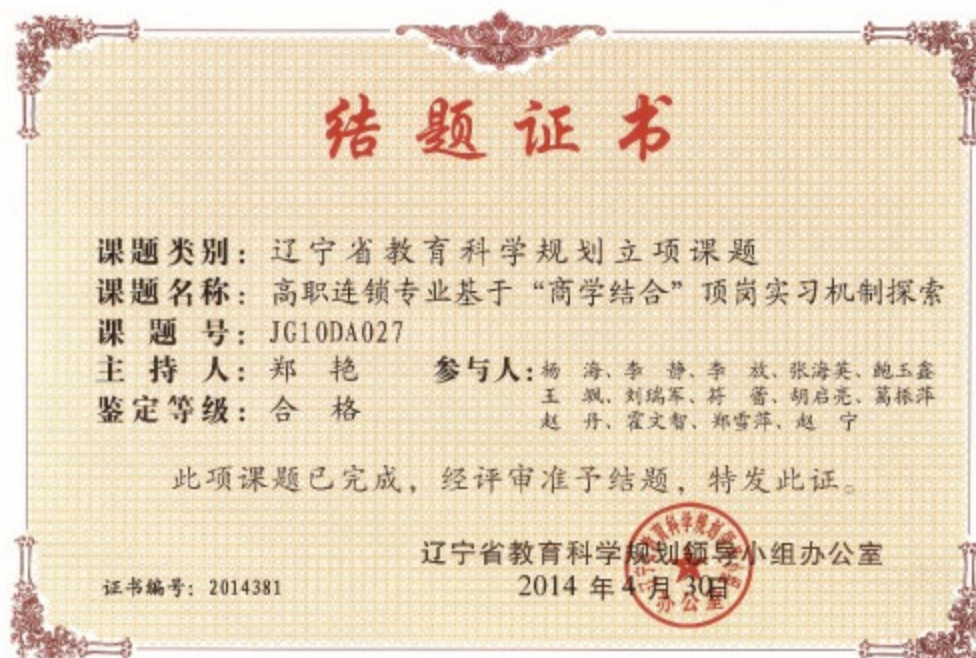 结题证书
课题类别：辽宁省教育科学规划立项课题
课题名称：高职连锁专业基于“商学结合”顶岗实习机制探索
课题号：JG10DA027
主持人：郑艳 参与人：杨海、李静、李放、张海英、鲍玉鑫
王飒、刘瑞军、符蕾、胡启亮、葛振萍
赵丹、霍文智、郑雪萍、赵宁
鉴定等级：合格
此项课题已完成，经评审准予结题，特发此证。
辽宁省教育科学规划领导小组办公室
证书编号：2014381 2014年4月30日
办公室